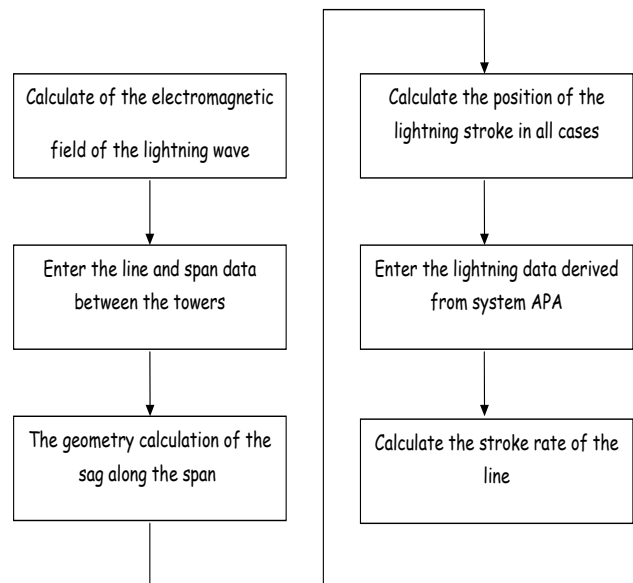 Calculate of the electromagnetic
field of the lightning wave
Enter the line and span data
between the towers
The geometry calculation of the
sag along the span
Calculate the position of the
lightning stroke in all cases
Enter the lightning data derived
from system APA
Calculate the stroke rate of the
line